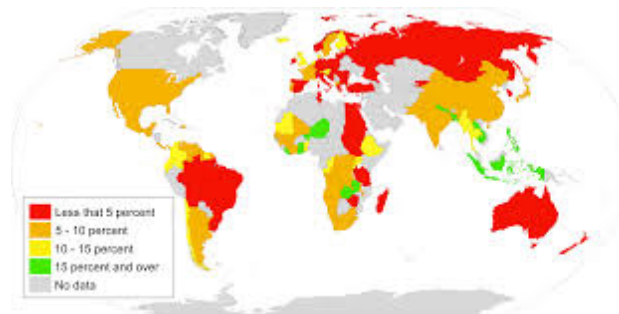 Less that 5 percent
5 - 10 percent
10 - 15 percent
15 percent and over
No data